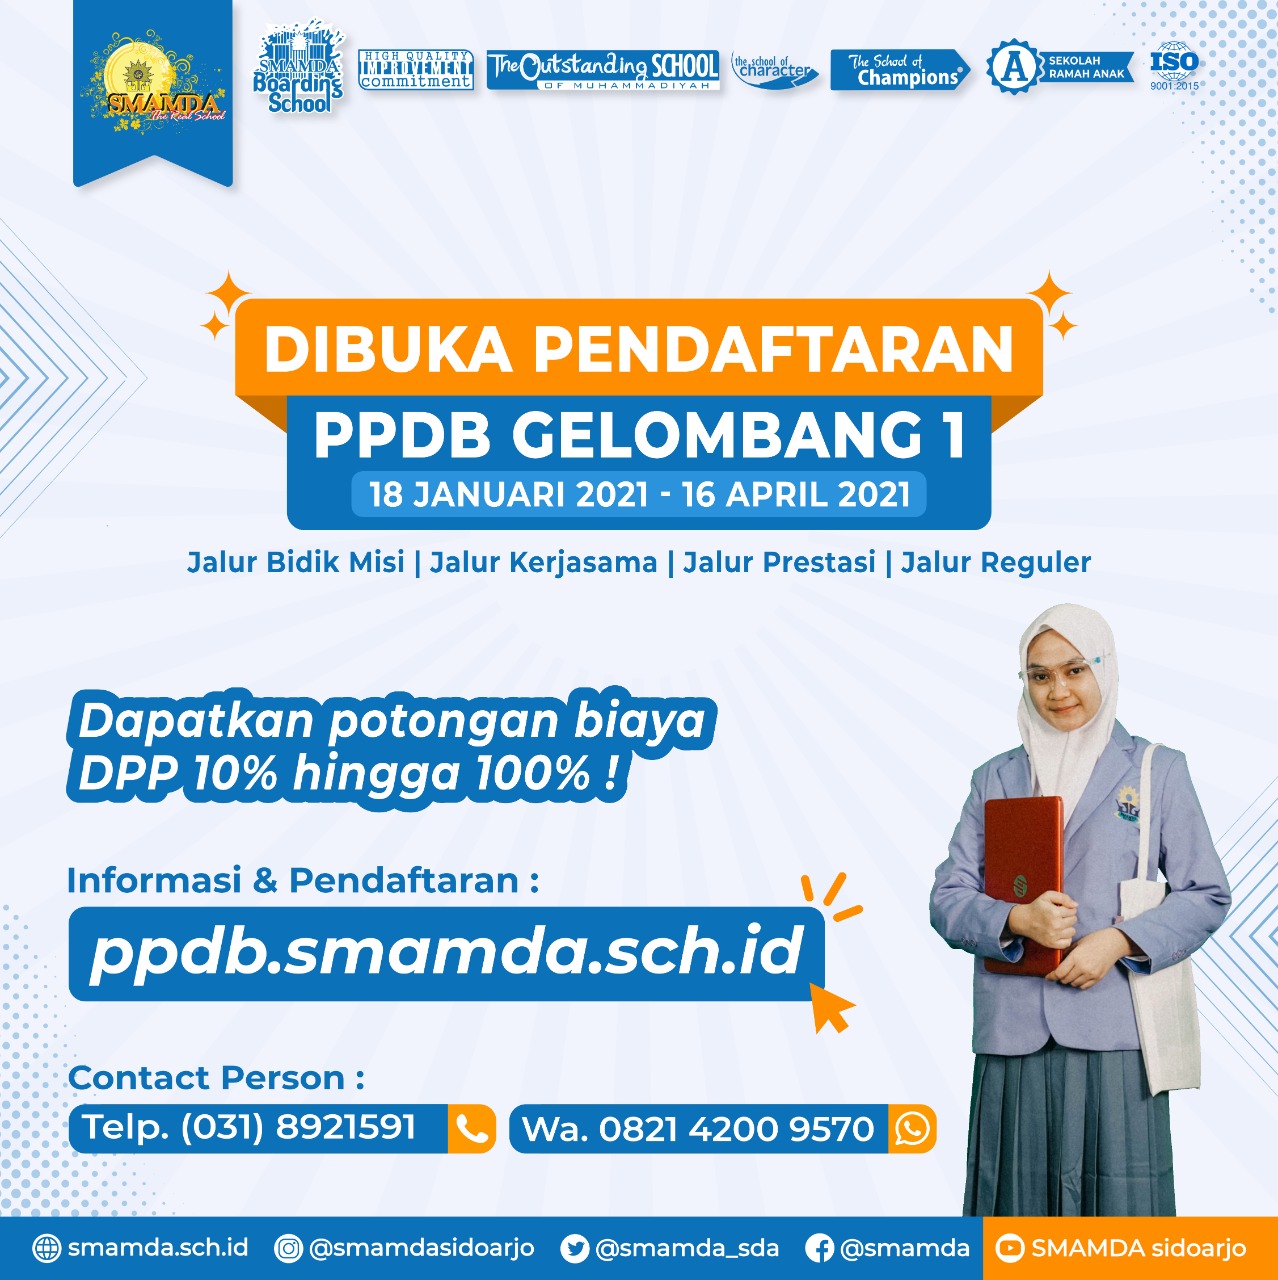 SMAMDA
The Real School
SMAMDA
Boarding
School
HIGH QUALITY
IMPROVEMENT
commitment
The Outstanding SCHOOL
OF MUHAMMADIYAH
the school of
character
The School of
Champions
A
SEKOLAH
RAMAH ANAK
ISO
9001:2015
DIBUKA PENDAFTARAN
PPDB GELOMBANG 1
18 JANUARI 2021 - 16 APRIL 2021
Jalur Bidik Misi | Jalur Kerjasama | Jalur Prestasi | Jalur Reguler
Dapatkan potongan biaya
DPP 10% hingga 100% !
Informasi & Pendaftaran :
ppdb.smamda.sch.id
Contact Person :
Telp. (031) 8921591
Wa. 0821 4200 9570
smamda.sch.id
@smamdasidoarjo
@smamda_sda
@smamda
SMAMDA sidoarjo